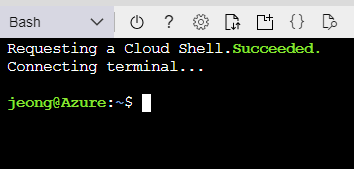 Bash
Requesting a Cloud Shell.Succeeded.
Connecting terminal...
jeong@Azure:~$